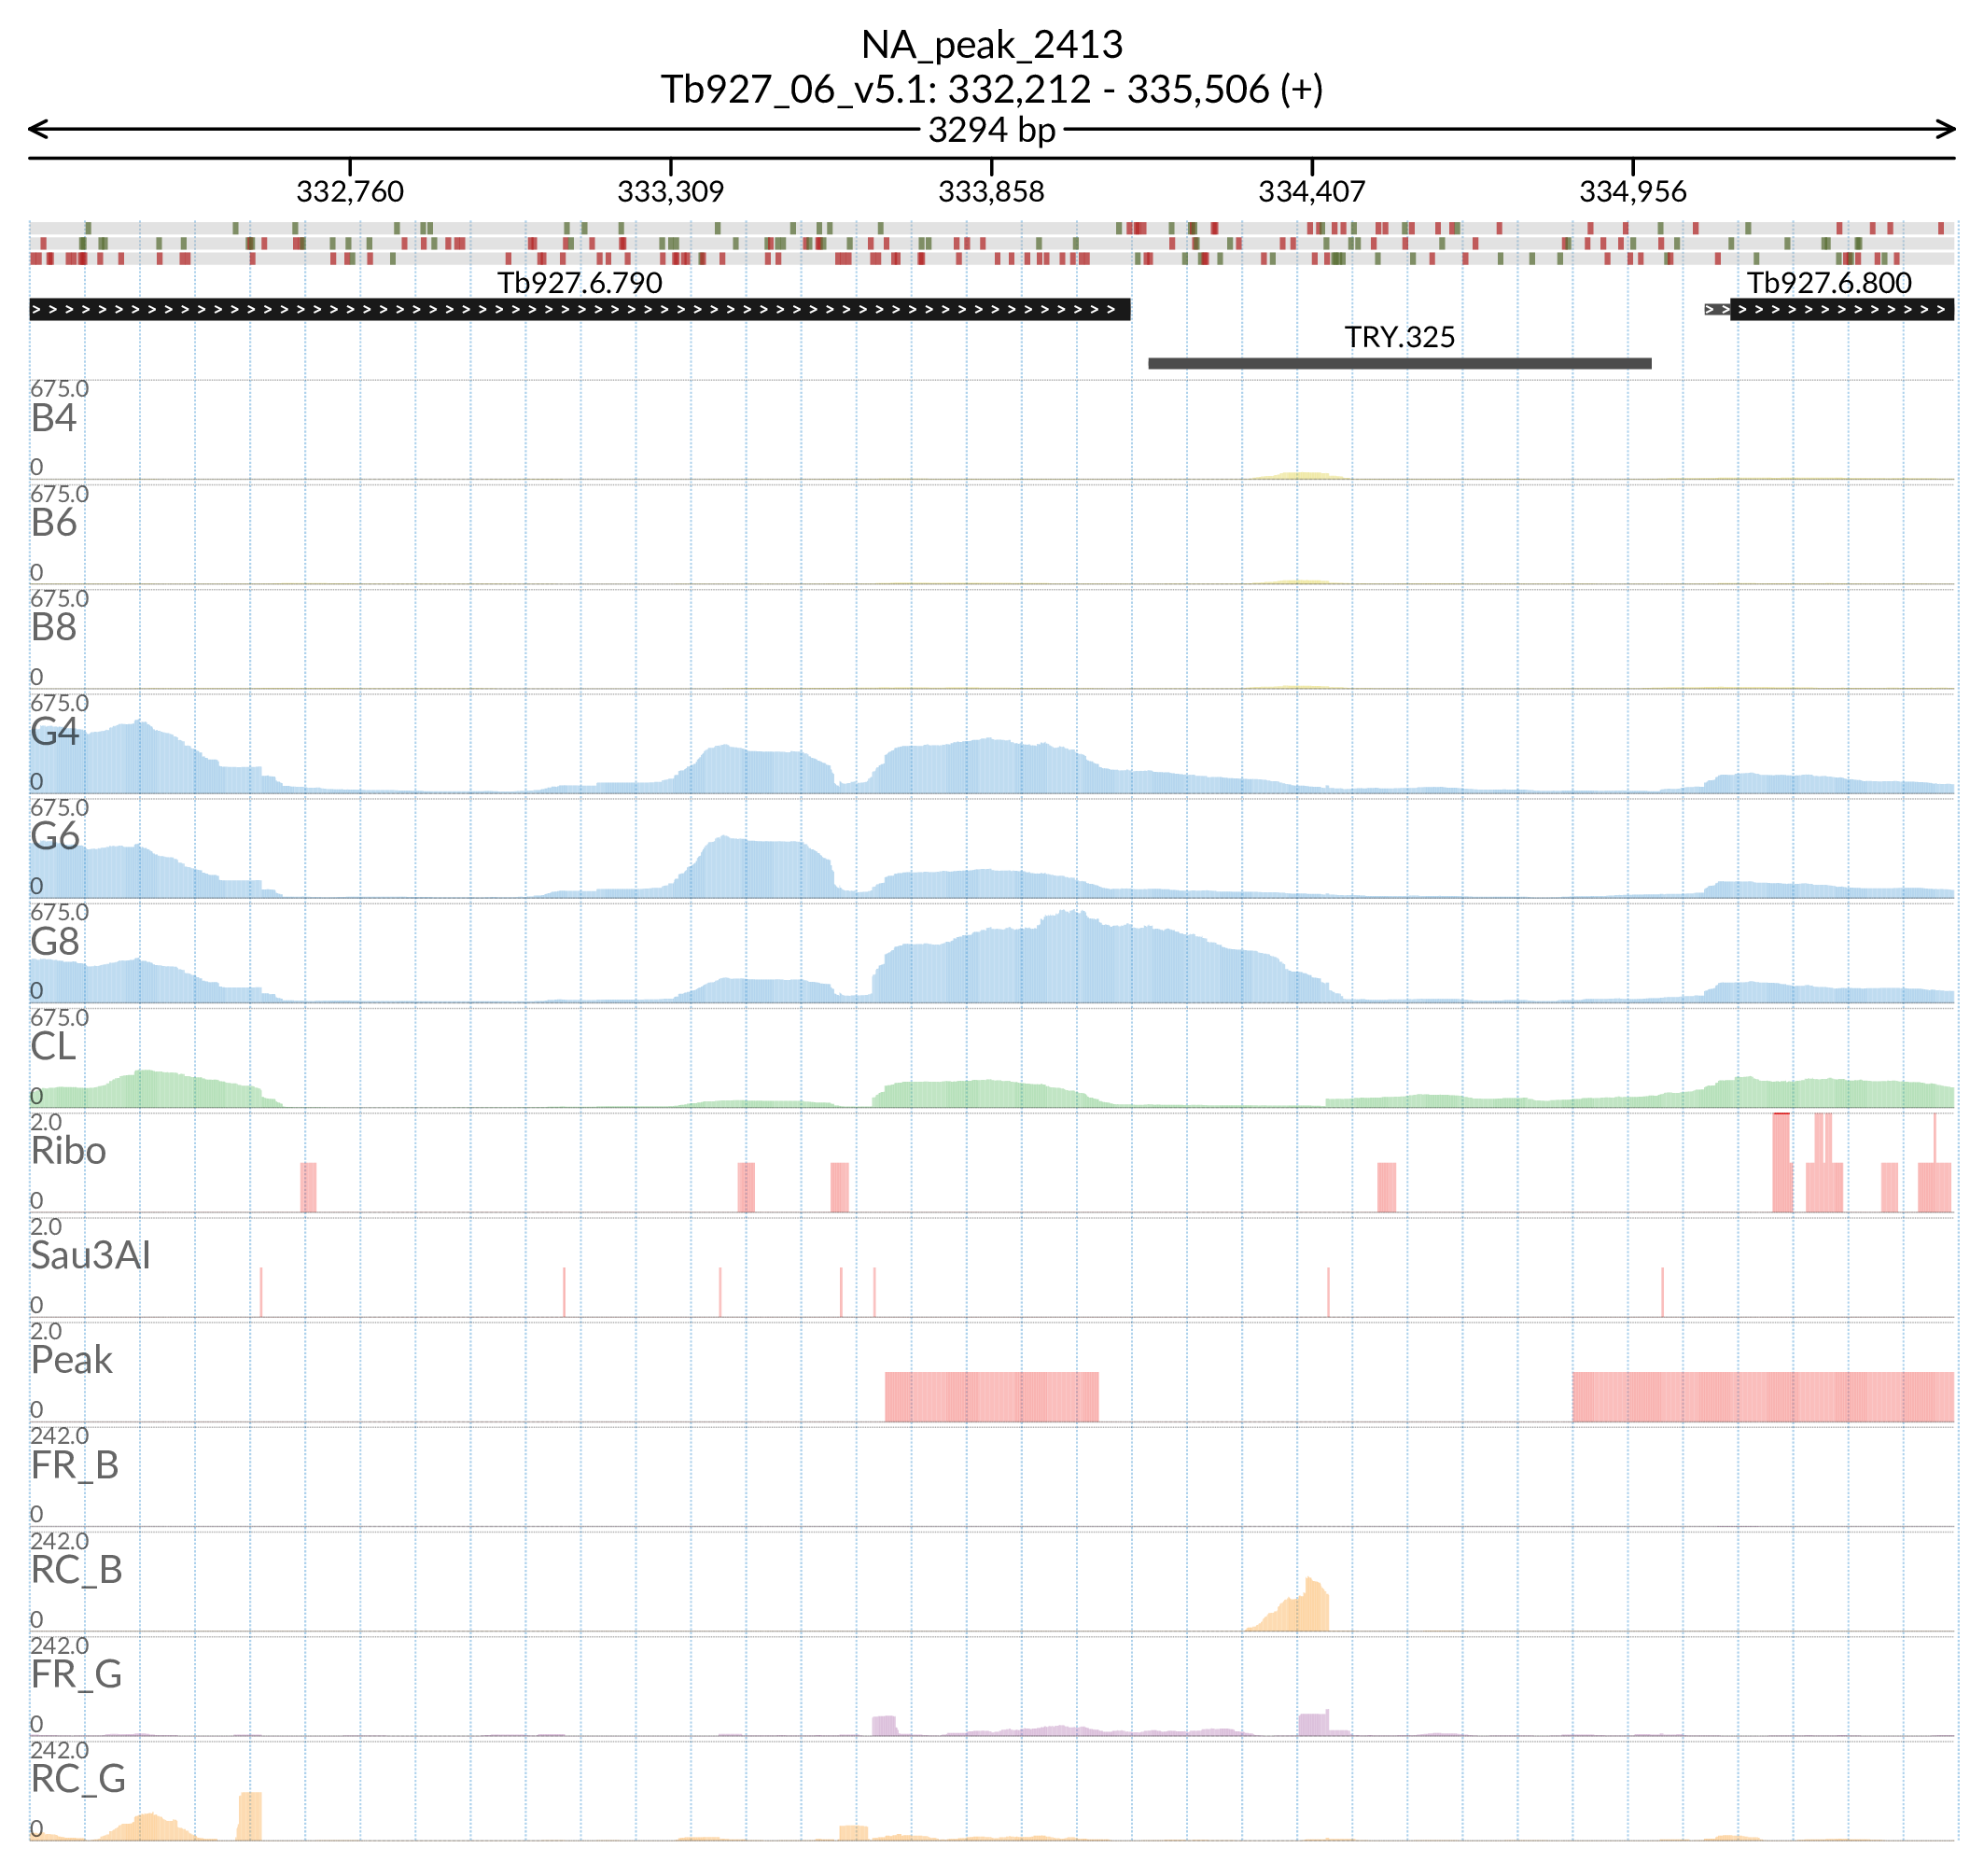 NA_peak_2413
Tb927_06_v5.1: 332,212 - 335,506 (+)
3294 bp
332,760 333,309 333,858 334,407 334,956
Tb927.6.790 Tb927.6.800
TRY.325
675.0
B4
0
675.0
B6
0
675.0
B8
0
675.0
G4
0
675.0
G6
0
675.0
G8
0
675.0
CL
0
2.0
Ribo
0
2.0
Sau3AI
0
2.0
Peak
0
242.0
FR_B
0
242.0
RC_B
0
242.0
FR_G
0
242.0
RC_G
0